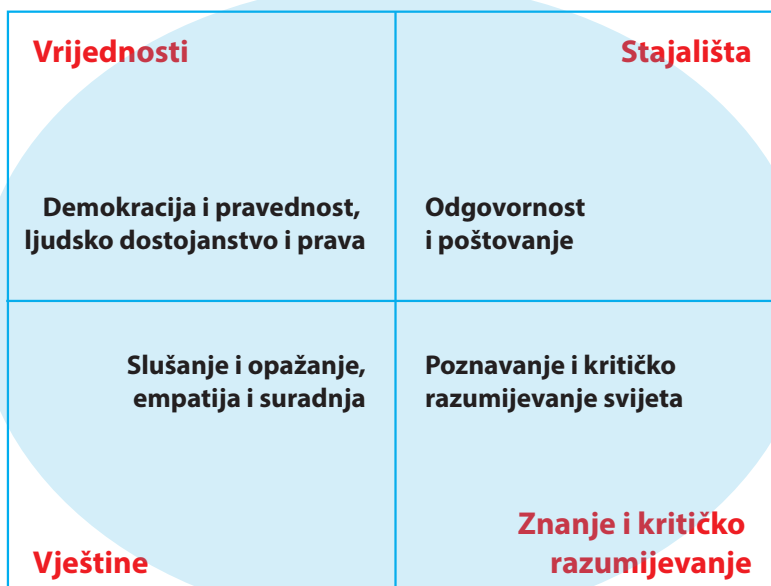 Vrijednosti
Stajališta
Demokracija i pravednost,
ljudsko dostojanstvo i prava
Odgovornost
i poštovanje
Slušanje i opažanje,
empatija i suradnja
Poznavanje i kritičko
razumijevanje svijeta
Vještine
Znanje i kritičko
razumijevanje